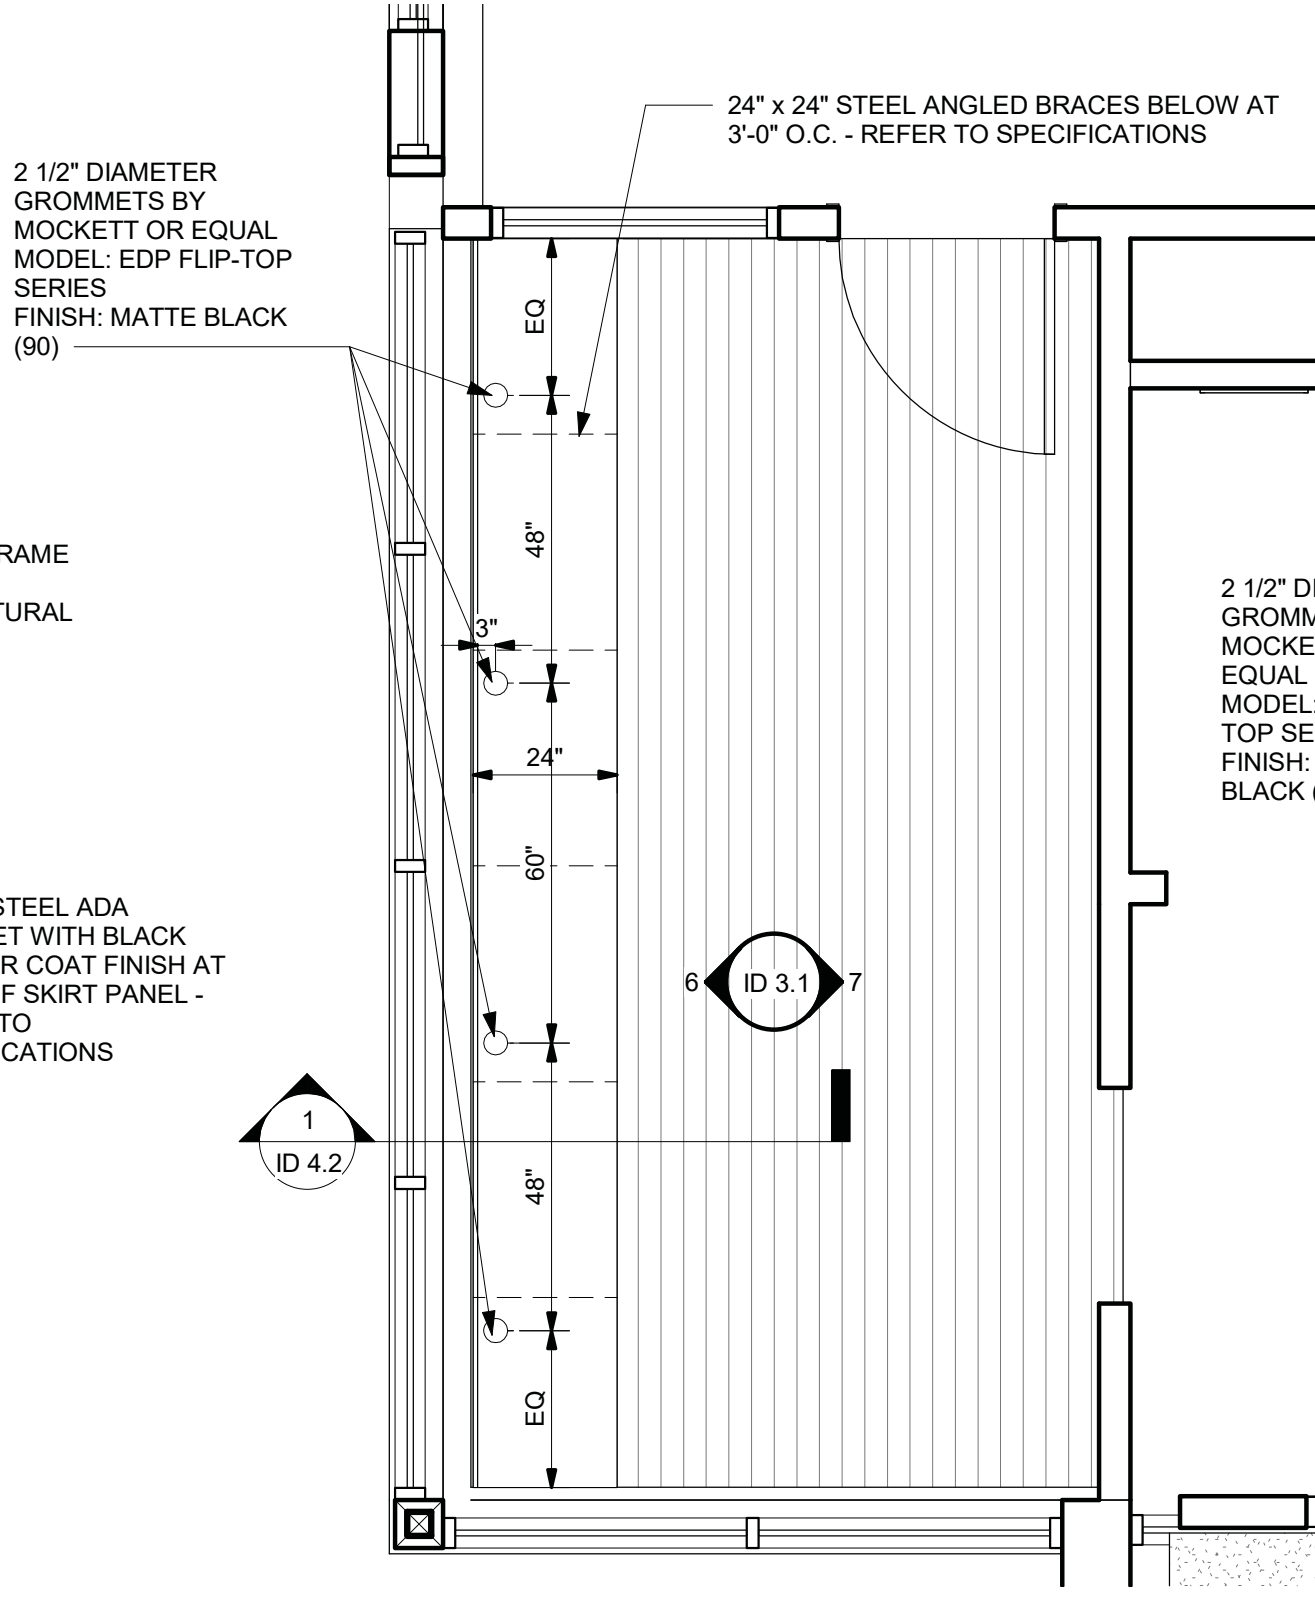 24" x 24" STEEL ANGLED BRACES BELOW AT
3'-0" O.C. - REFER TO SPECIFICATIONS
2 1/2" DIAMETER
GROMMETS BY
MOCKETT OR EQUAL
MODEL: EDP FLIP-TOP
SERIES
FINISH: MATTE BLACK
(90)
EQ
48"
3"
24"
60"
48"
EQ
RAME
TURAL
STEEL ADA
ET WITH BLACK
R COAT FINISH AT
F SKIRT PANEL -
TO
CATIONS
1
ID 4.2
6
ID 3.1
7
2 1/2" DI
GROMM
MOCKE
EQUAL
MODEL:
TOP SE
FINISH:
BLACK (